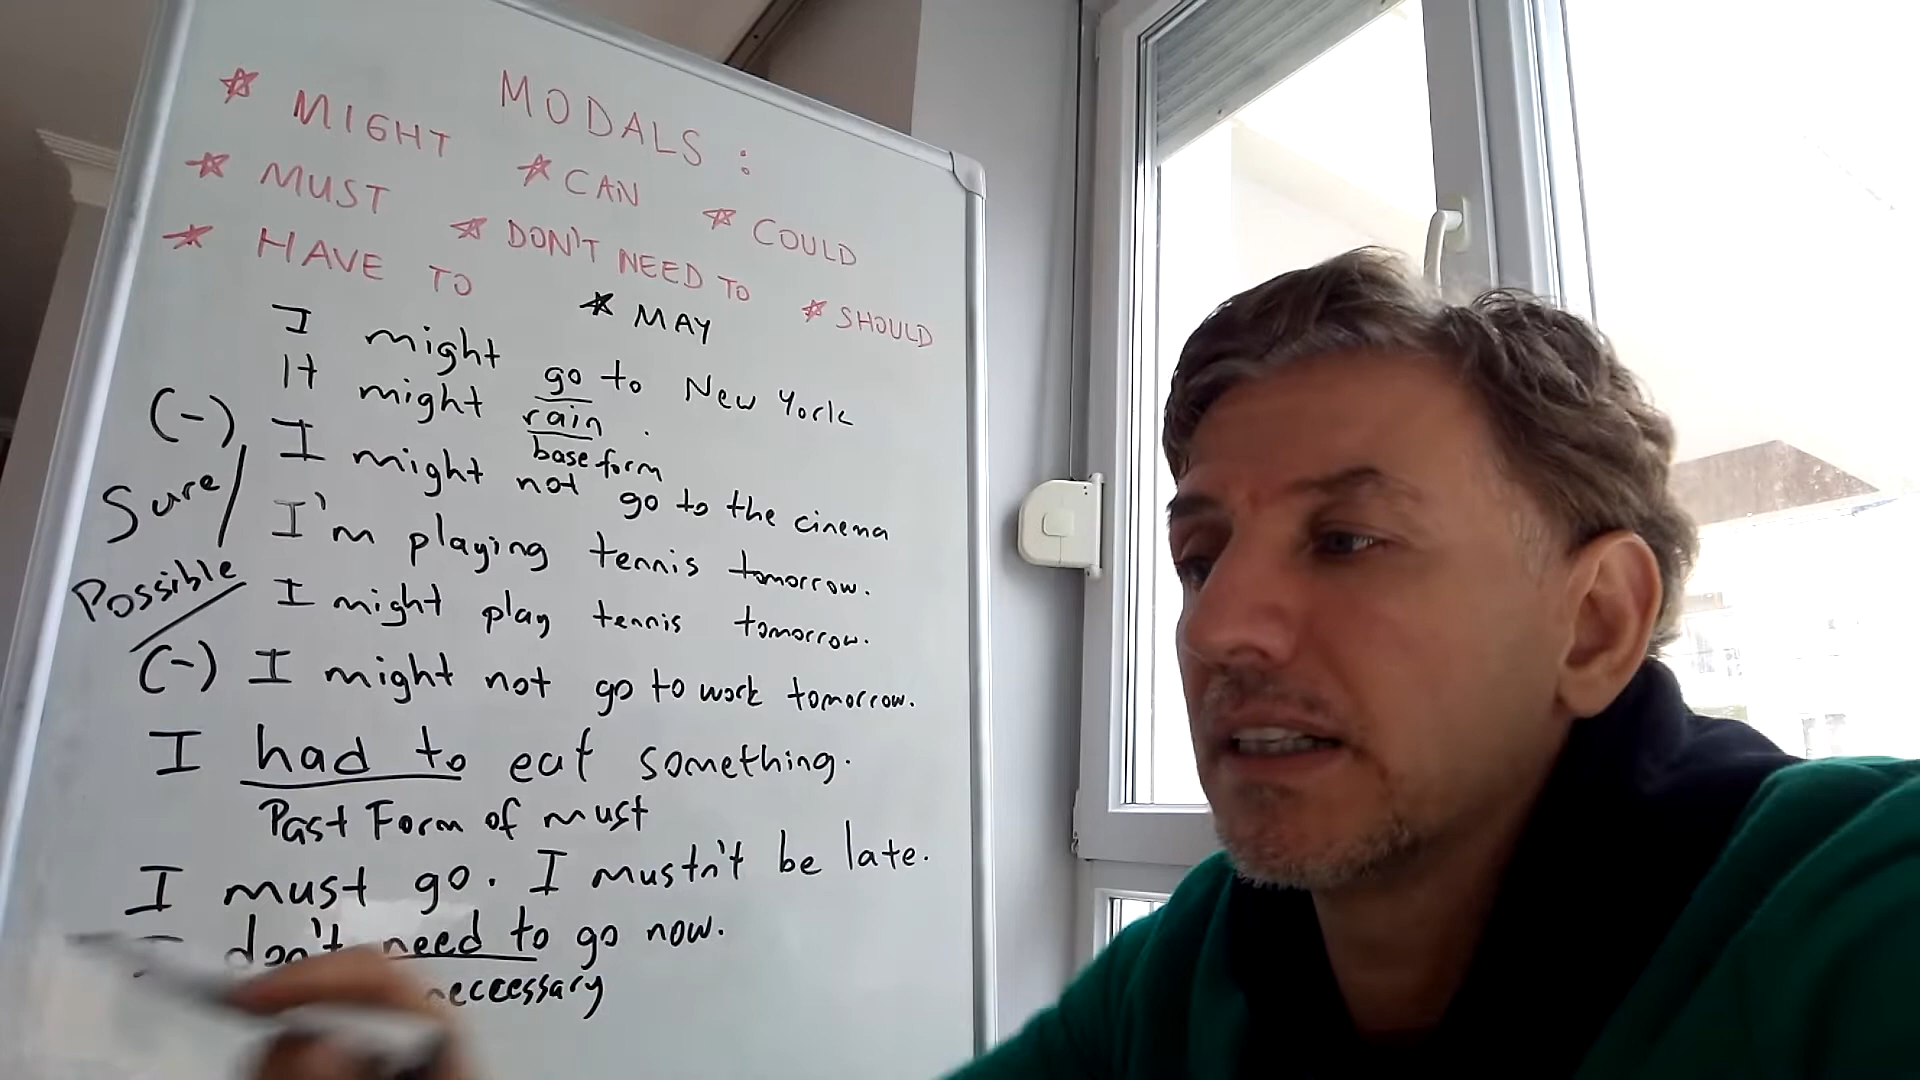 MODALS :
☆ MIGHT ☆ CAN ☆ COULD
☆ MUST ☆ DON'T NEED TO ☆ SHOULD
☆ HAVE TO ☆ MAY
I might go to New York
It might rain.
base form
(-) I might not go to the cinema
Sure / I'm playing tennis tomorrow.
Possible / I might play tennis tomorrow.
(-) I might not go to work tomorrow.
I had to eat something.
Past Form of must
I must go. I mustn't be late.
I don't need to go now.
neccessary